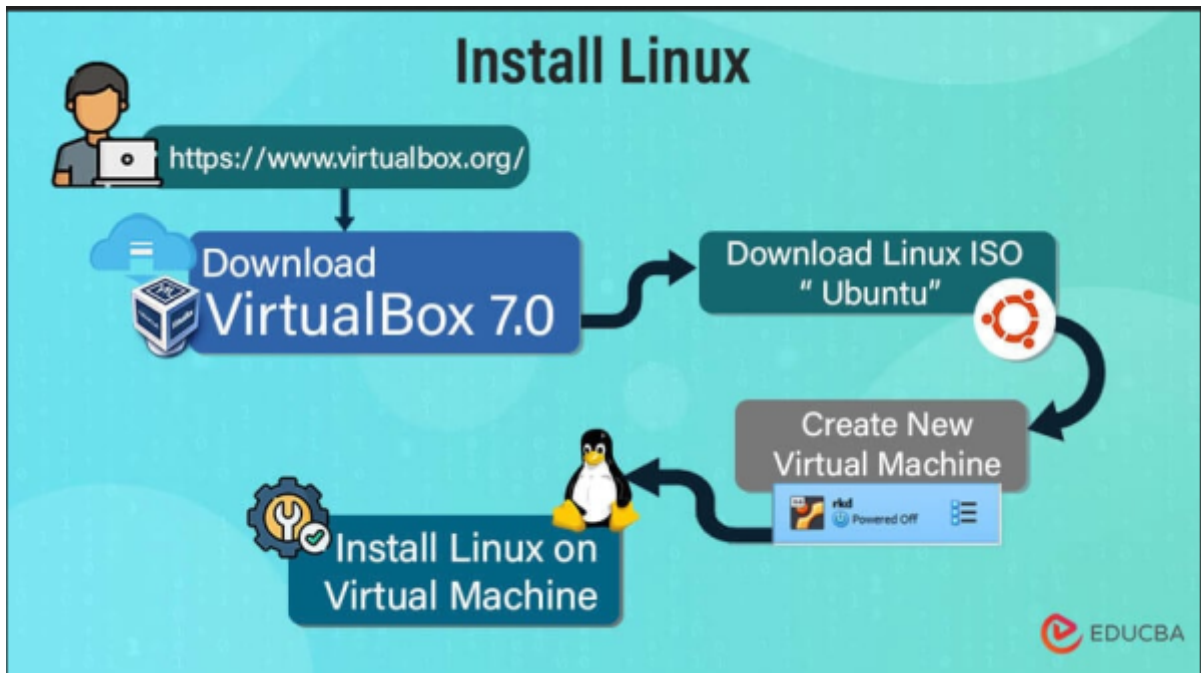 Install Linux
https://www.virtualbox.org/
Download
VirtualBox 7.0
Download Linux ISO
“ Ubuntu”
Create New
Virtual Machine
rkd
Powered Off
Install Linux on
Virtual Machine
EDUCBA